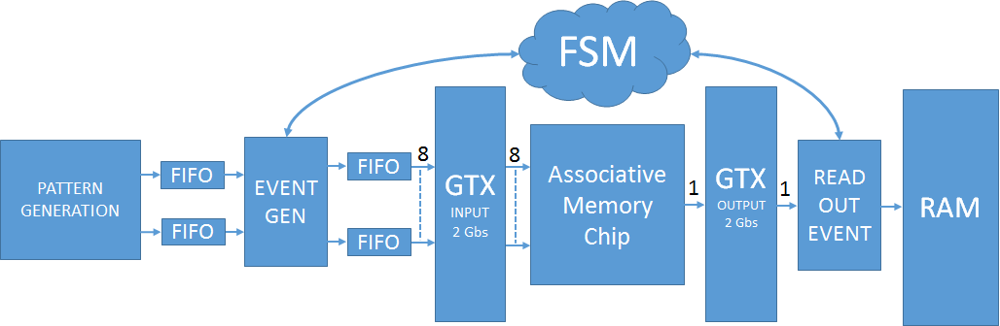 FSM
PATTERN
GENERATION
FIFO
FIFO
EVENT
GEN
FIFO
FIFO
8
GTX
INPUT
2 Gbs
8
Associative
Memory
Chip
1
GTX
OUTPUT
2 Gbs
1
READ
OUT
EVENT
RAM